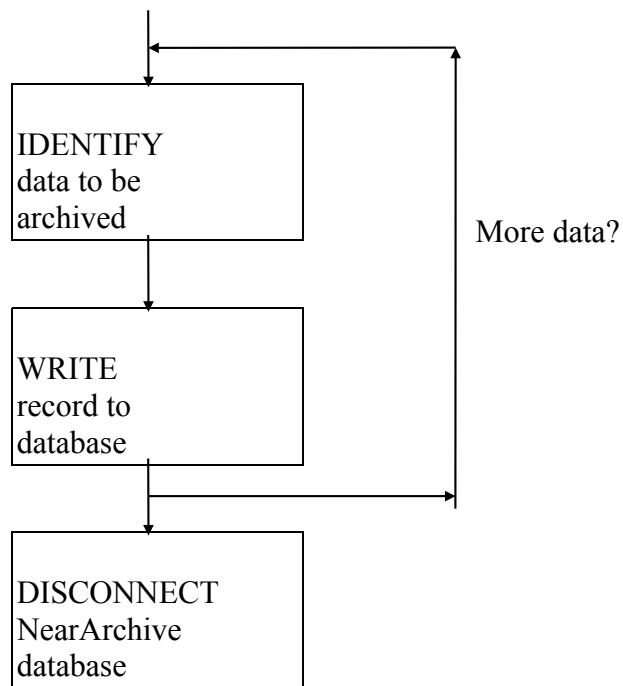 IDENTIFY
data to be
archived
More data?
WRITE
record to
database
DISCONNECT
NearArchive
database